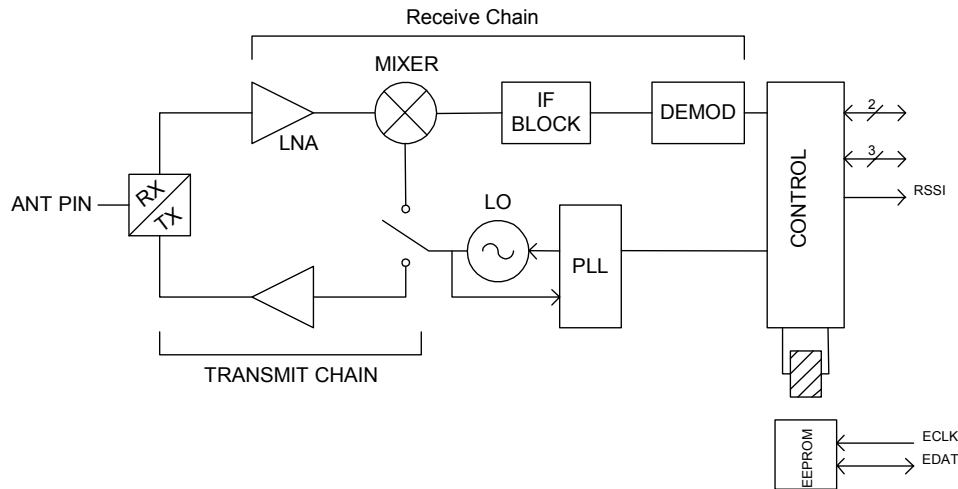 Receive Chain
MIXER
LNA
IF
BLOCK
DEMOD
CONTROL
2
3
RSSI
ANT PIN
RX
TX
LO
PLL
TRANSMIT CHAIN
EEPROM
ECLK
EDAT